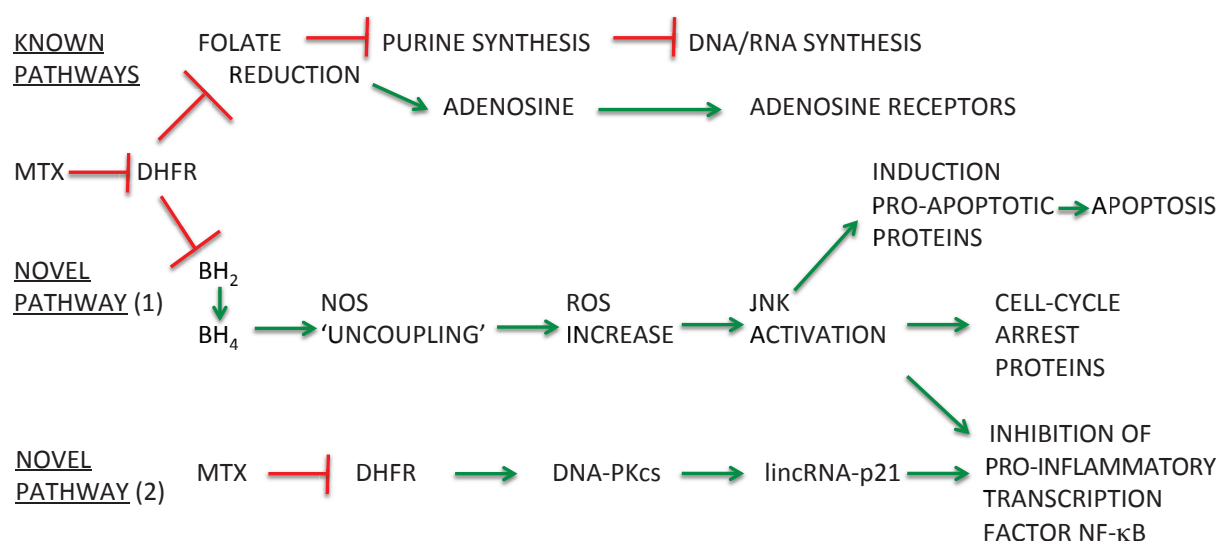 KNOWN
PATHWAYS
FOLATE
REDUCTION
PURINE SYNTHESIS
DNA/RNA SYNTHESIS
ADENOSINE
ADENOSINE RECEPTORS
MTX
DHFR
INDUCTION
PRO-APOPTOTIC
PROTEINS
APOPTOSIS
NOVEL
PATHWAY (1)
BH2
BH4
NOS
'UNCOUPLING'
ROS
INCREASE
JNK
ACTIVATION
CELL-CYCLE
ARREST
PROTEINS
NOVEL
PATHWAY (2)
MTX
DHFR
DNA-PKcs
lincRNA-p21
INHIBITION OF
PRO-INFLAMMATORY
TRANSCRIPTION
FACTOR NF-κB